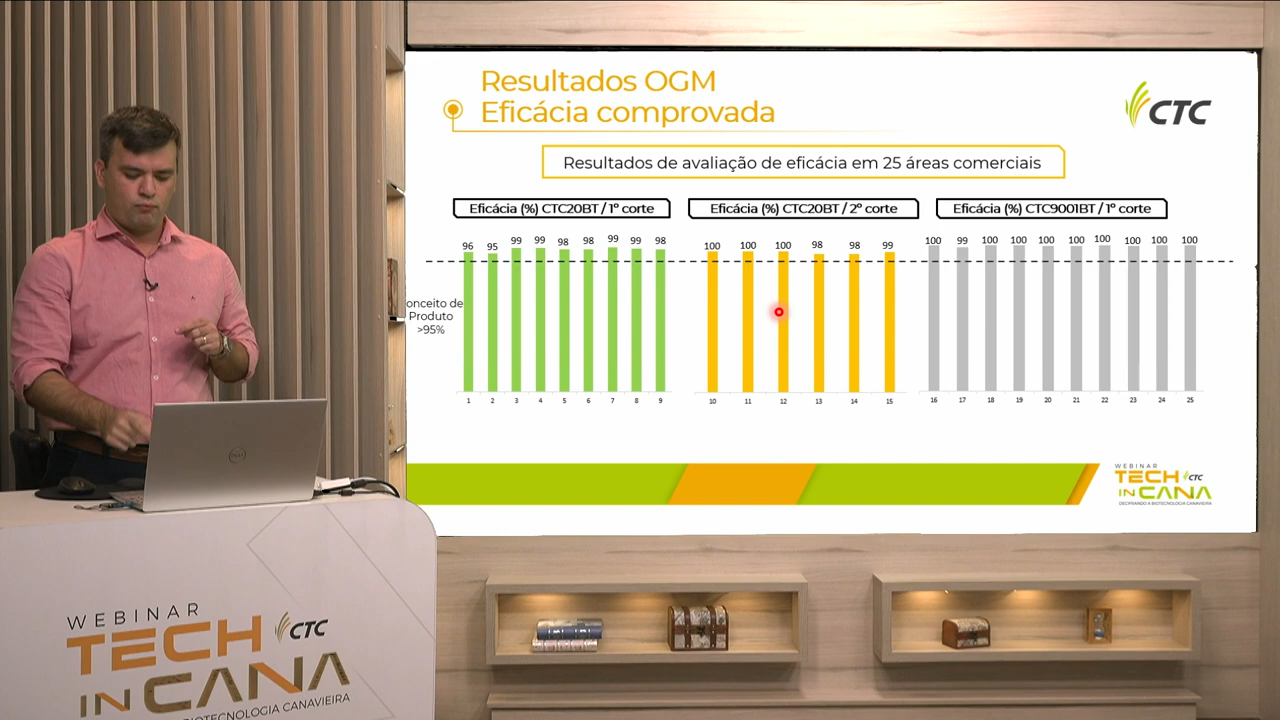 Resultados OGM
Eficácia comprovada
CTC
Resultados de avaliação de eficácia em 25 áreas comerciais
Eficácia (%) CTC20BT / 1º corte
Eficácia (%) CTC20BT / 2º corte
Eficácia (%) CTC9001BT / 1º corte
96 95 99 99 98 98 99 99 98
100 100 100 98 98 99
100 99 100 100 100 100 100 100 100 100
onceito de
Produto
>95%
1 2 3 4 5 6 7 8 9
10 11 12 13 14 15
16 17 18 19 20 21 22 23 24 25
WEBINAR
TECH CTC
IN CANA
DECIFRANDO A BIOTECNOLOGIA CANAVIEIRA
DELL
WEBINAR
TECH CTC
IN CANA
BIOTECNOLOGIA CANAVIEIRA